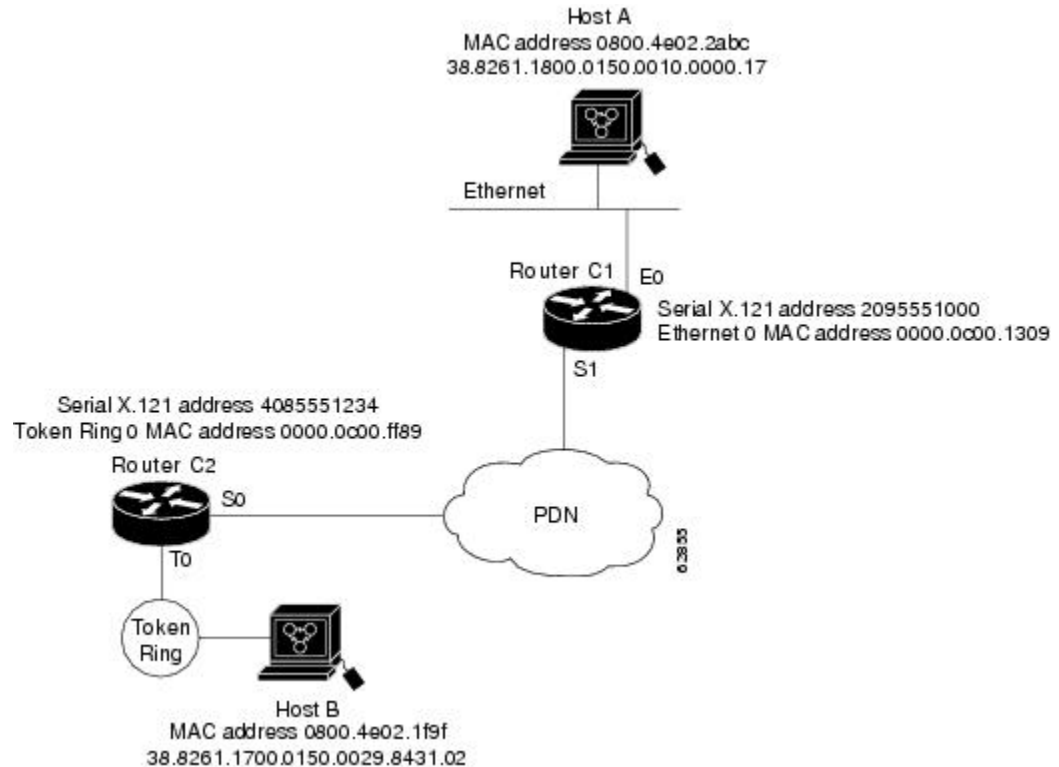 Host A
MAC address 0800.4e02.2abc
38.8261.1800.0150.0010.0000.17
Ethernet
Router C1
E0
Serial X.121 address 2095551000
Ethernet 0 MAC address 0000.0c00.1309
S1
Serial X.121 address 4085551234
Token Ring 0 MAC address 0000.0c00.ff89
Router C2
S0
PDN
62855
T0
Token
Ring
Host B
MAC address 0800.4e02.1f9f
38.8261.1700.0150.0029.8431.02